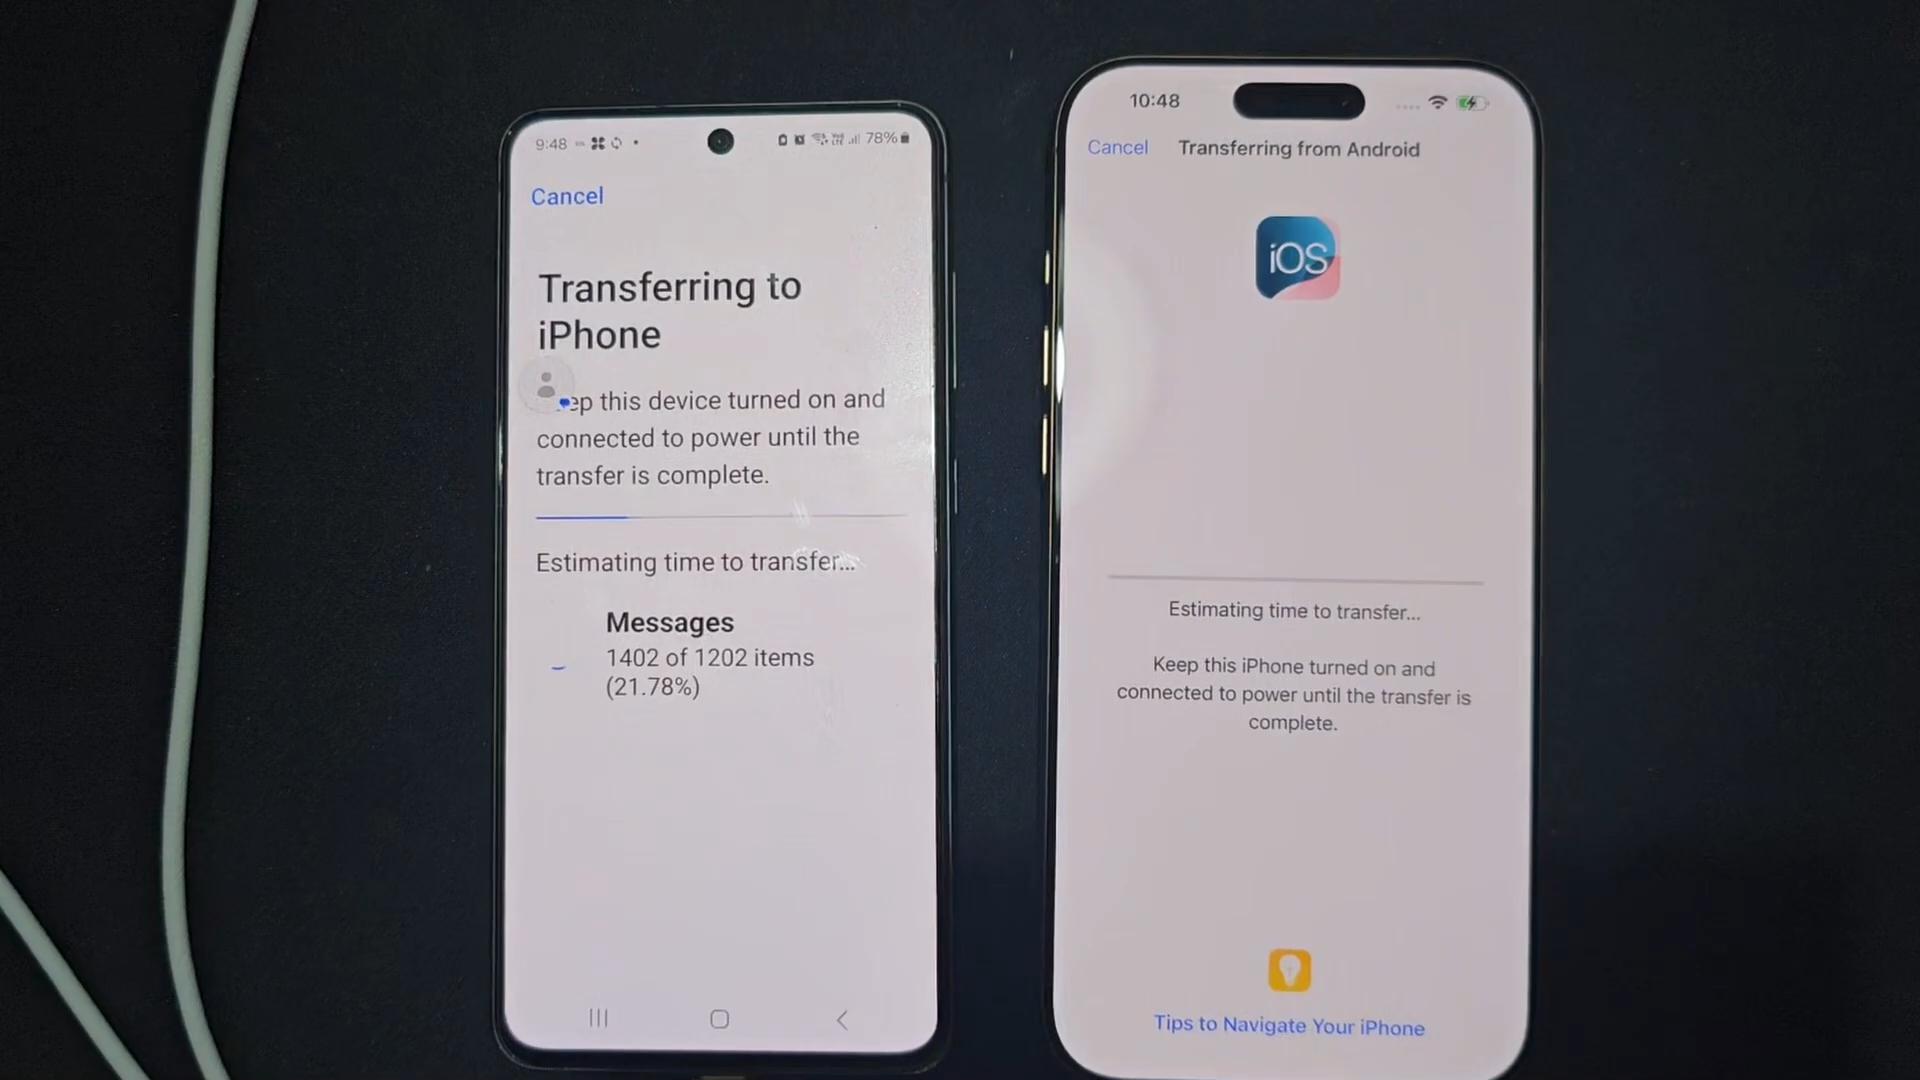 9:48
78%
Cancel
Transferring to
iPhone
ep this device turned on and
connected to power until the
transfer is complete.
Estimating time to transfer...
Messages
1402 of 1202 items
(21.78%)
10:48
Cancel Transferring from Android
iOS
Estimating time to transfer...
Keep this iPhone turned on and
connected to power until the transfer is
complete.
Tips to Navigate Your iPhone